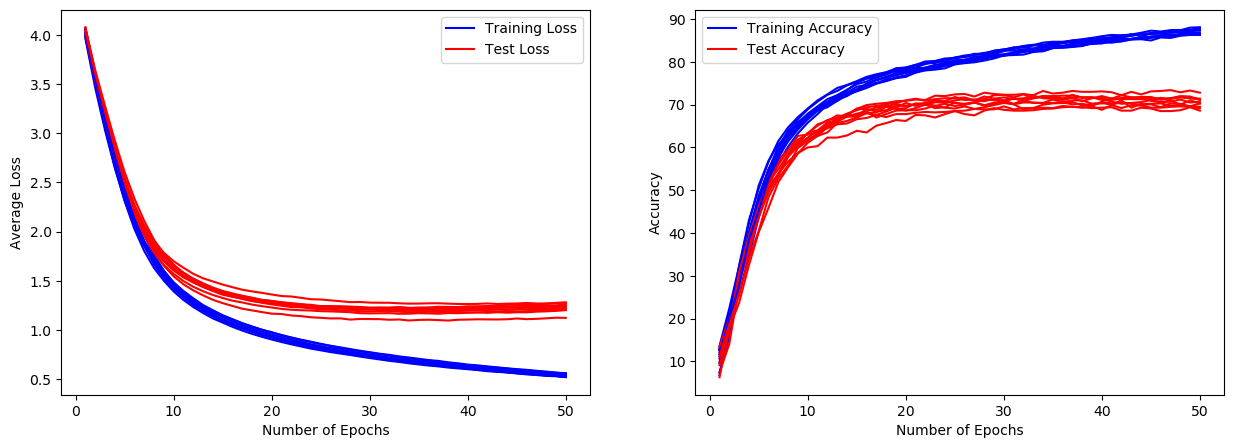 Training Loss
Test Loss
4.0
3.5
3.0
2.5
2.0
1.5
1.0
0.5
Average Loss
0 10 20 30 40 50
Number of Epochs
Training Accuracy
Test Accuracy
90
80
70
60
50
40
30
20
10
Accuracy
0 10 20 30 40 50
Number of Epochs